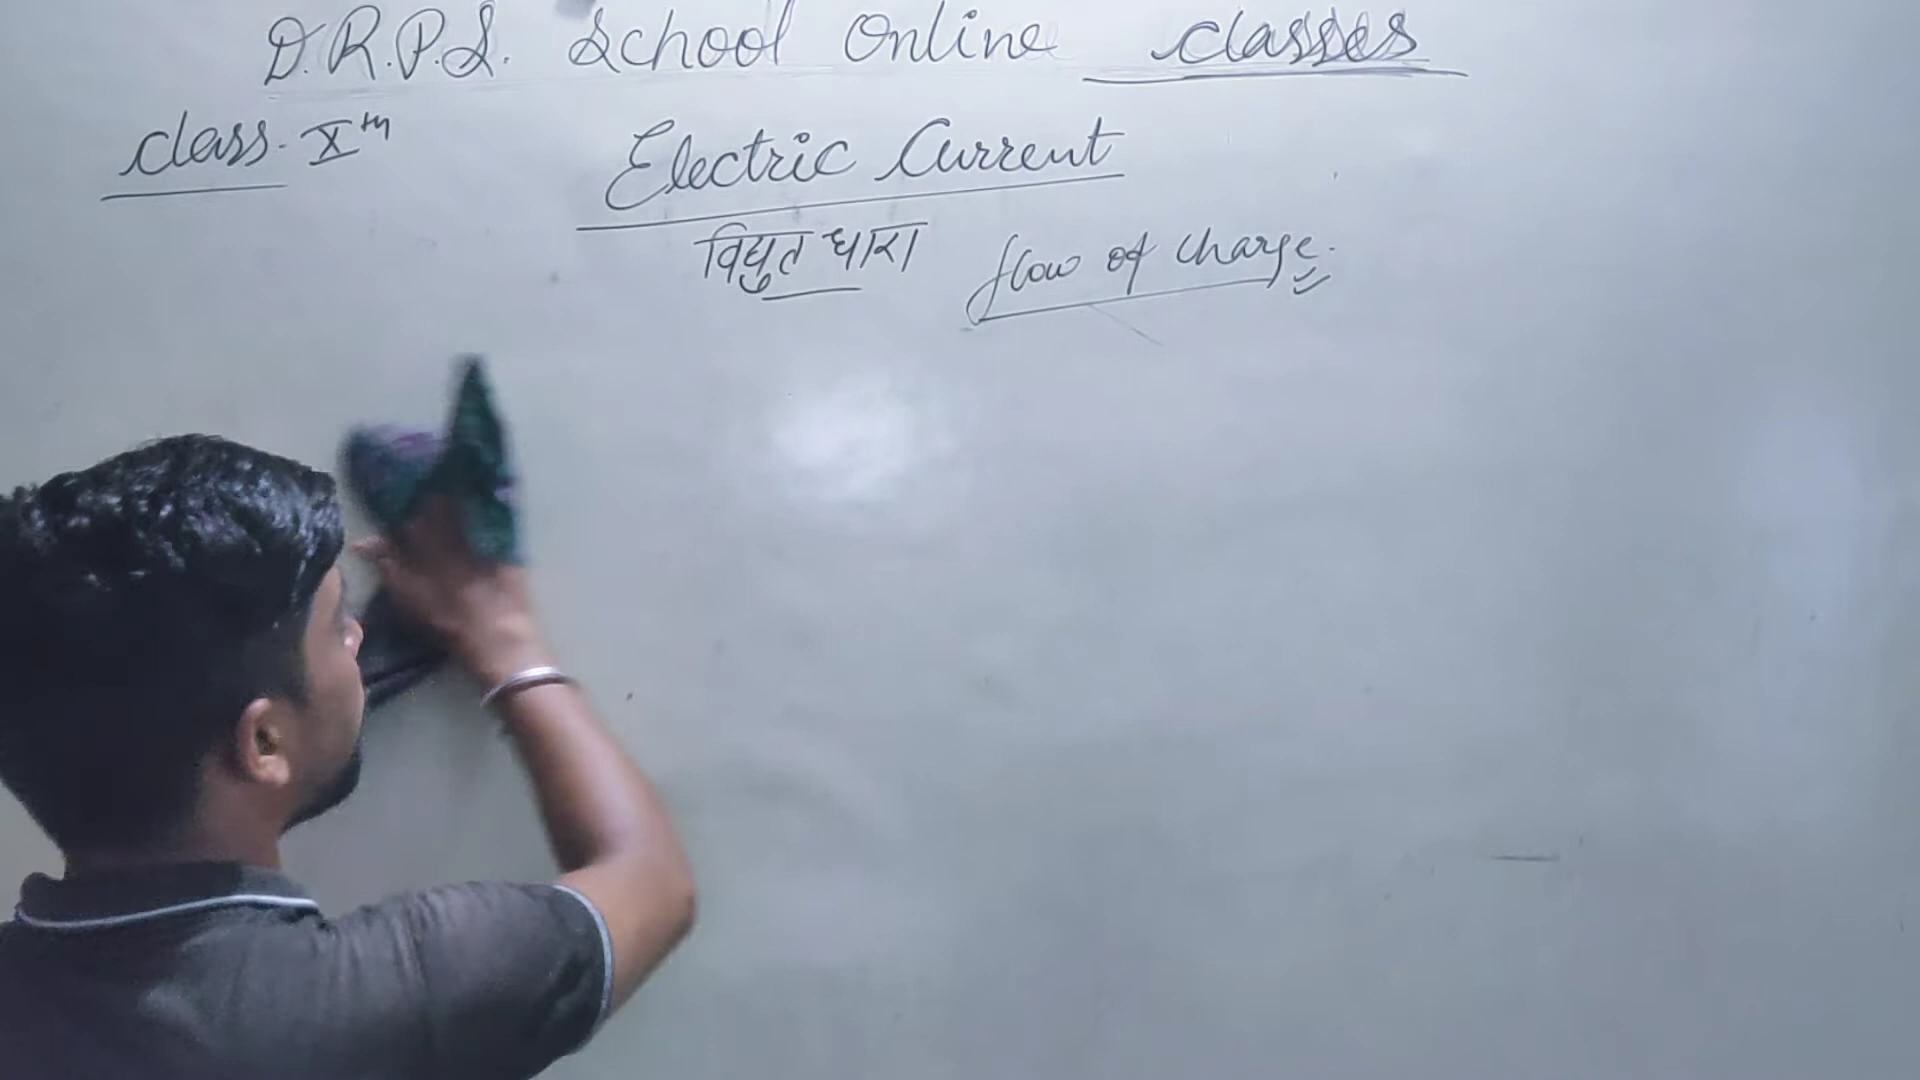 D.R.P.S. School Online classes
class. Xth
Electric Current
विद्युत धारा flow of charge.